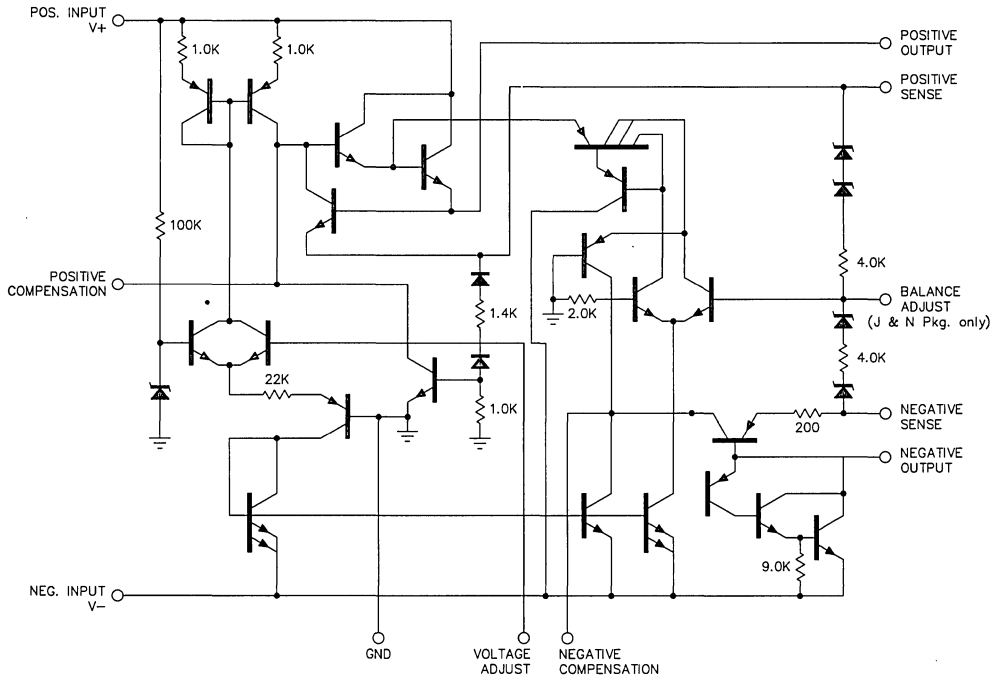 POS. INPUT
V+
1.0K
1.0K
POSITIVE
OUTPUT
POSITIVE
SENSE
100K
4.0K
POSITIVE
COMPENSATION
1.4K
2.0K
BALANCE
ADJUST
(J & N Pkg. only)
4.0K
22K
1.0K
200
NEGATIVE
SENSE
NEGATIVE
OUTPUT
9.0K
NEG. INPUT
V−
GND
VOLTAGE
ADJUST
NEGATIVE
COMPENSATION